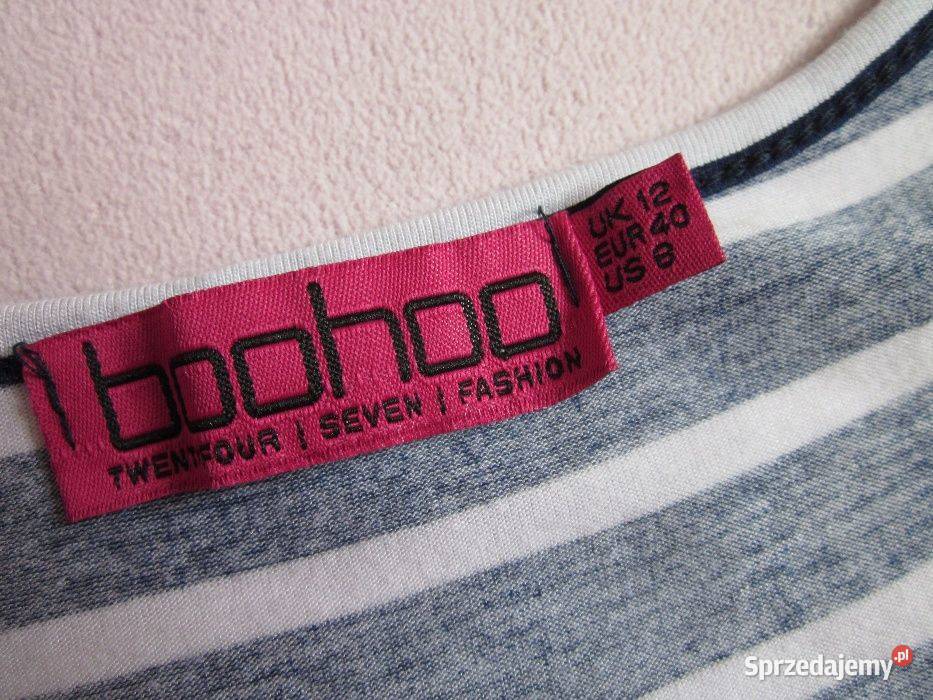 boohoo
TWENTFOUR | SEVEN | FASHION
UK 12
EUR 40
US 8
Sprzedajemy.pl